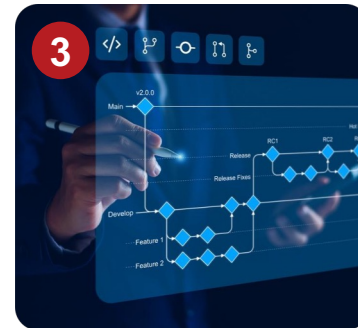 3
</>
v2.0.0
Main
RC1
RC2
Release
Release Fixes
Develop
Feature 1
Feature 2